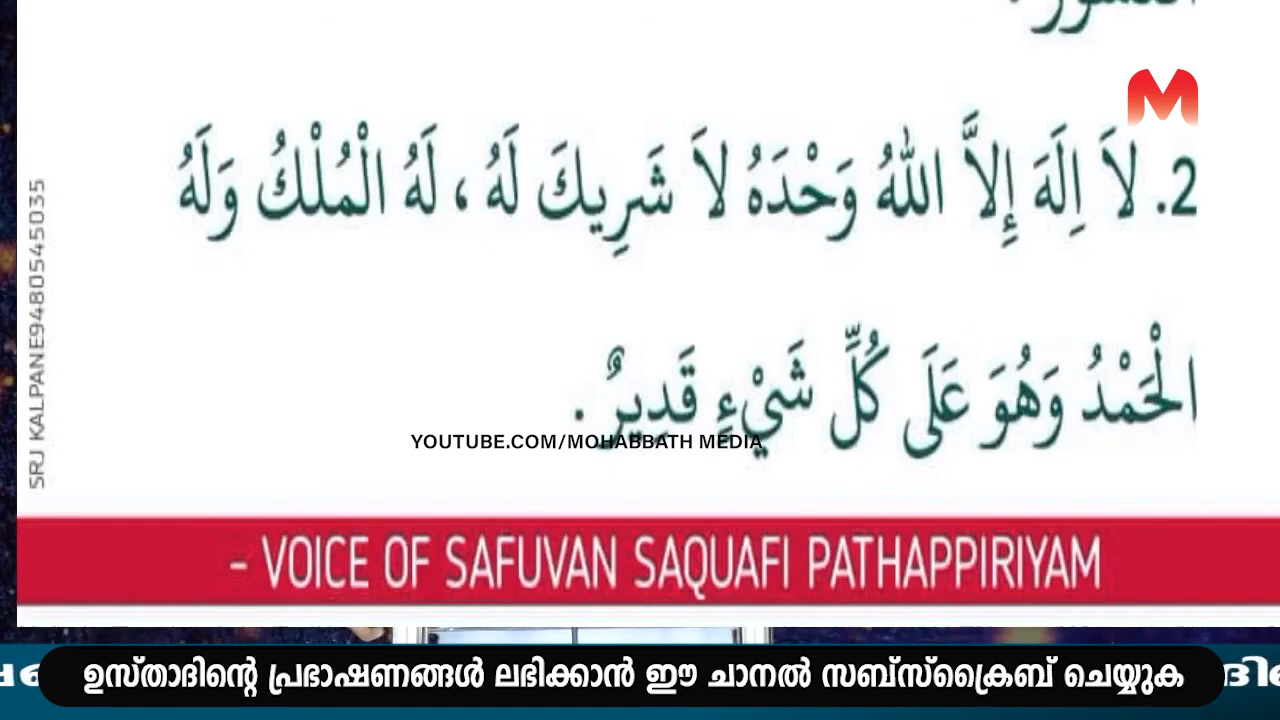 2. لاَ اِلَهَ إِلاَّ اللهُ وَحْدَهُ لاَ شَرِيكَ لَهُ ، لَهُ الْمُلْكُ وَلَهُ
الْحَمْدُ وَهُوَ عَلَى كُلِّ شَيْءٍ قَدِيرٌ .
SRJ KALPANE9480545035
YOUTUBE.COM/MOHABBATH MEDIA
- VOICE OF SAFUVAN SAQUAFI PATHAPPIRIYAM
ഉസ്താദിന്റെ പ്രഭാഷണങ്ങൾ ലഭിക്കാൻ ഈ ചാനൽ സബ്സ്ക്രൈബ് ചെയ്യുക